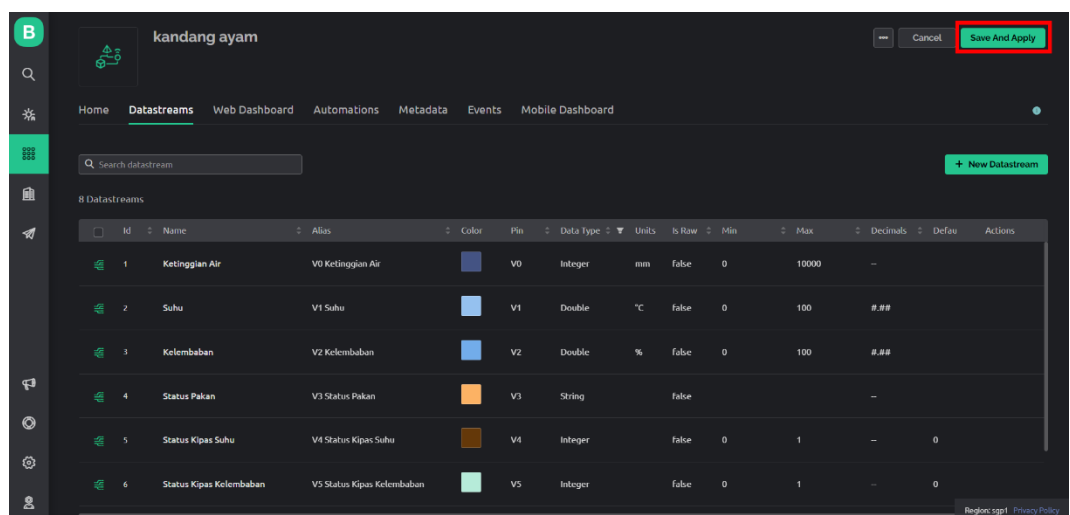 B
kandang ayam
Cancel
Save And Apply
Home Datastreams Web Dashboard Automations Metadata Events Mobile Dashboard
Search datastream
+ New Datastream
8 Datastreams
Id Name Alias Color Pin Data Type Units Is Raw Min Max Decimals Defau Actions
1 Ketinggian Air V0 Ketinggian Air V0 Integer mm false 0 10000 --
2 Suhu V1 Suhu V1 Double °C false 0 100 #.##
3 Kelembaban V2 Kelembaban V2 Double % false 0 100 #.##
4 Status Pakan V3 Status Pakan V3 String false --
5 Status Kipas Suhu V4 Status Kipas Suhu V4 Integer false 0 1 -- 0
6 Status Kipas Kelembaban V5 Status Kipas Kelembaban V5 Integer false 0 1 -- 0
Region: sgp1 Privacy Policy